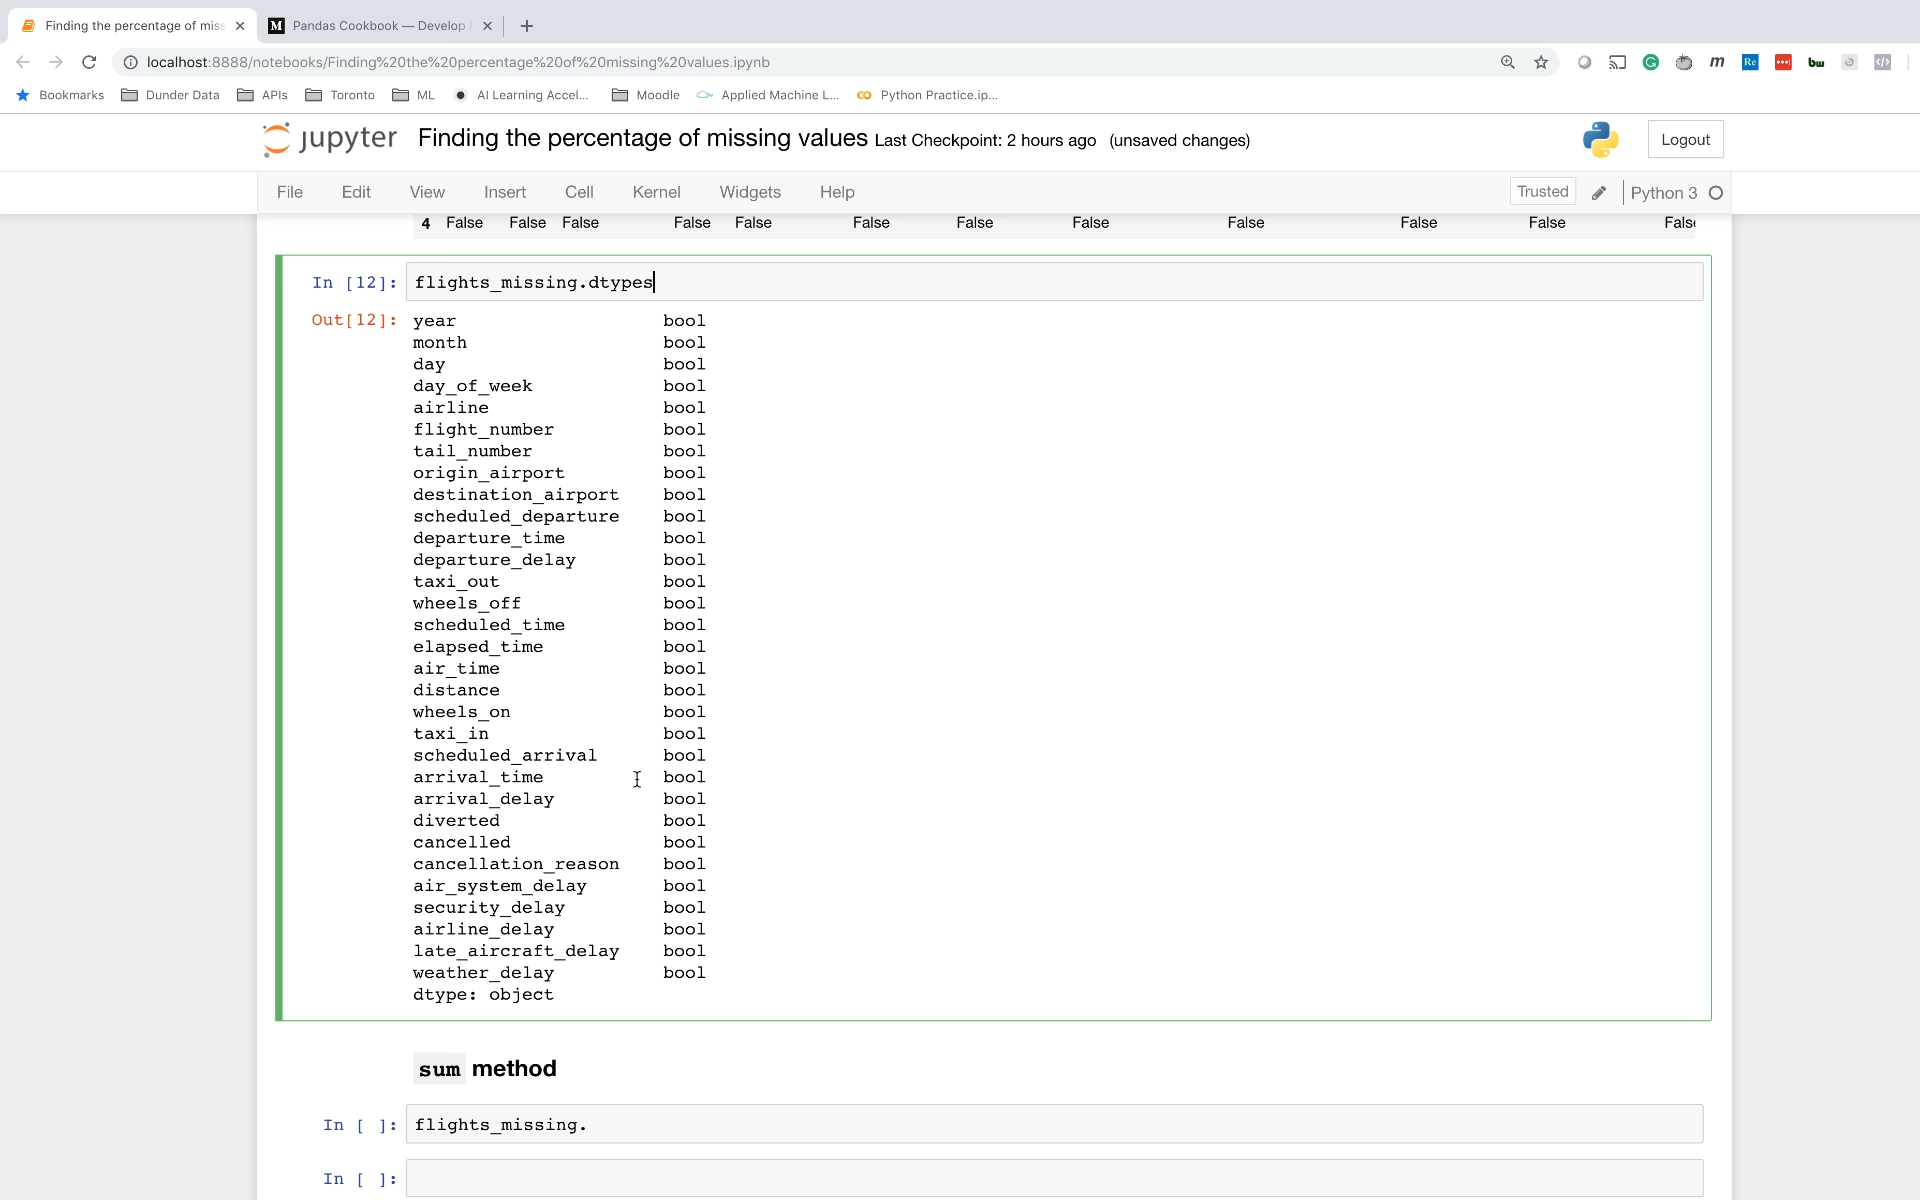 Finding the percentage of miss
M Pandas Cookbook — Develop
localhost:8888/notebooks/Finding%20the%20percentage%20of%20missing%20values.ipynb
m Re bw
Bookmarks Dunder Data APIs Toronto ML AI Learning Accel... Moodle Applied Machine L... Python Practice.ip...
jupyter Finding the percentage of missing values Last Checkpoint: 2 hours ago (unsaved changes) Logout
File Edit View Insert Cell Kernel Widgets Help Trusted Python 3
4 False False False False False False False False False False False False
In [12]: flights_missing.dtypes
Out[12]: year bool
month bool
day bool
day_of_week bool
airline bool
flight_number bool
tail_number bool
origin_airport bool
destination_airport bool
scheduled_departure bool
departure_time bool
departure_delay bool
taxi_out bool
wheels_off bool
scheduled_time bool
elapsed_time bool
air_time bool
distance bool
wheels_on bool
taxi_in bool
scheduled_arrival bool
arrival_time bool
arrival_delay bool
diverted bool
cancelled bool
cancellation_reason bool
air_system_delay bool
security_delay bool
airline_delay bool
late_aircraft_delay bool
weather_delay bool
dtype: object
sum method
In [ ]: flights_missing.
In [ ]: